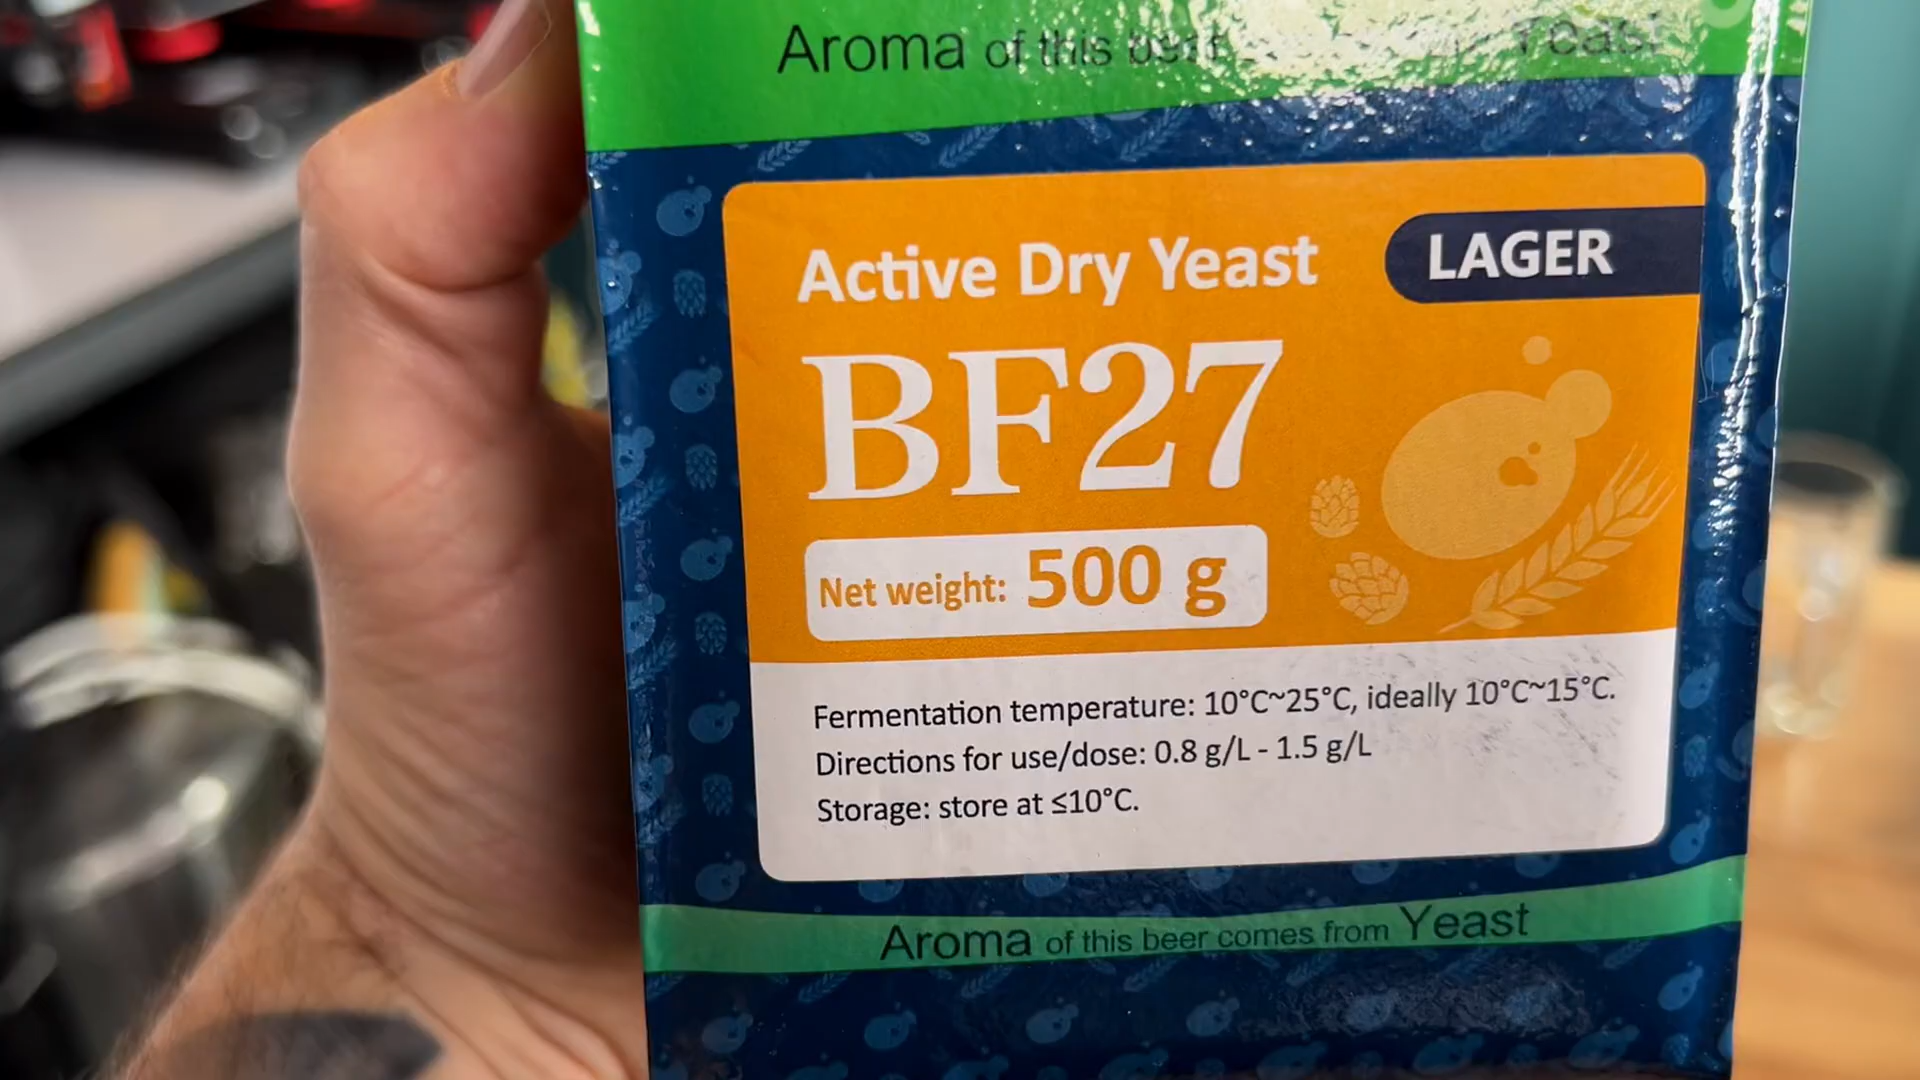 Aroma of this beer Yeast
Active Dry Yeast
LAGER
BF27
Net weight: 500 g
Fermentation temperature: 10°C~25°C, ideally 10°C~15°C.
Directions for use/dose: 0.8 g/L - 1.5 g/L
Storage: store at ≤10°C.
Aroma of this beer comes from Yeast